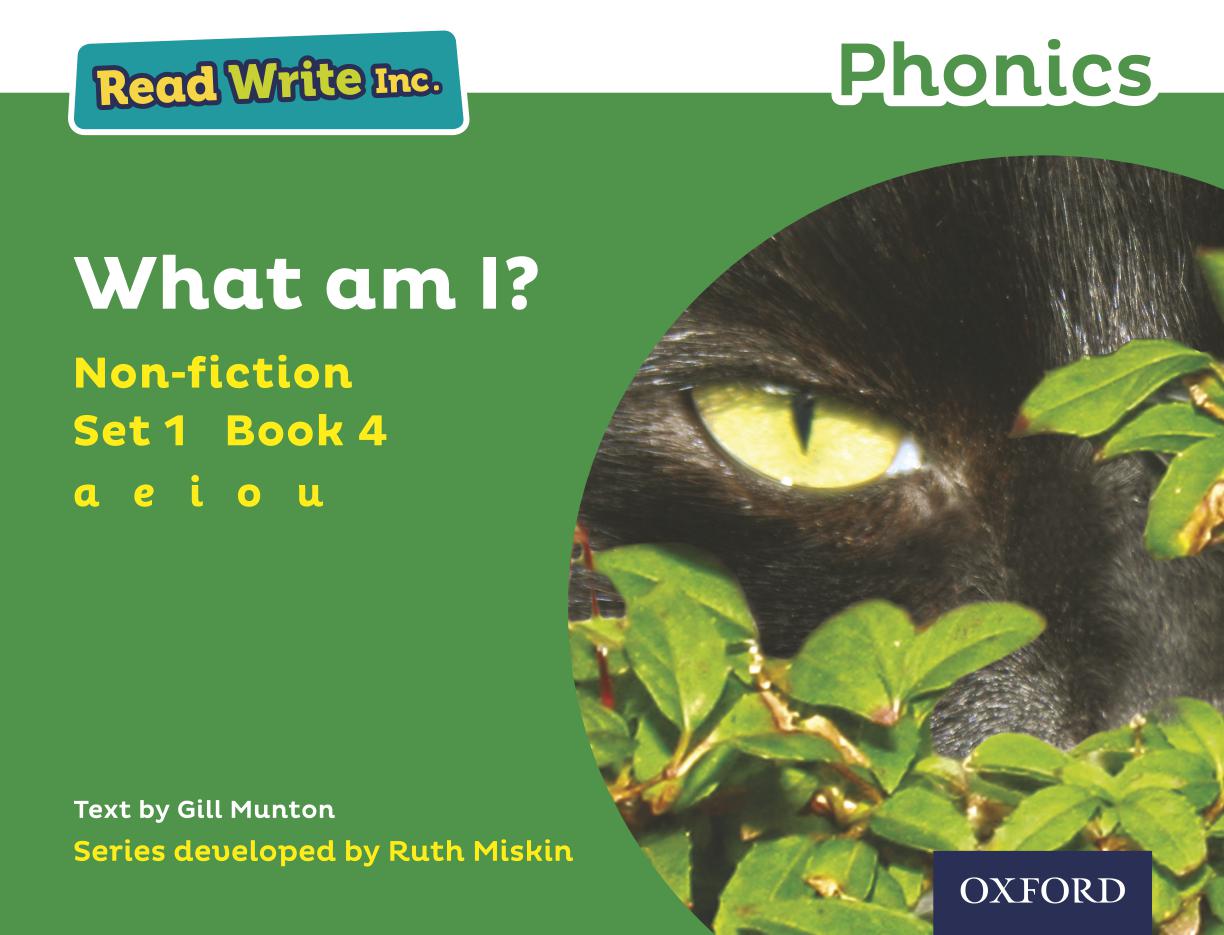 Read Write Inc.
Phonics
What am I?
Non-fiction
Set 1 Book 4
a e i o u
Text by Gill Munton
Series developed by Ruth Miskin
OXFORD